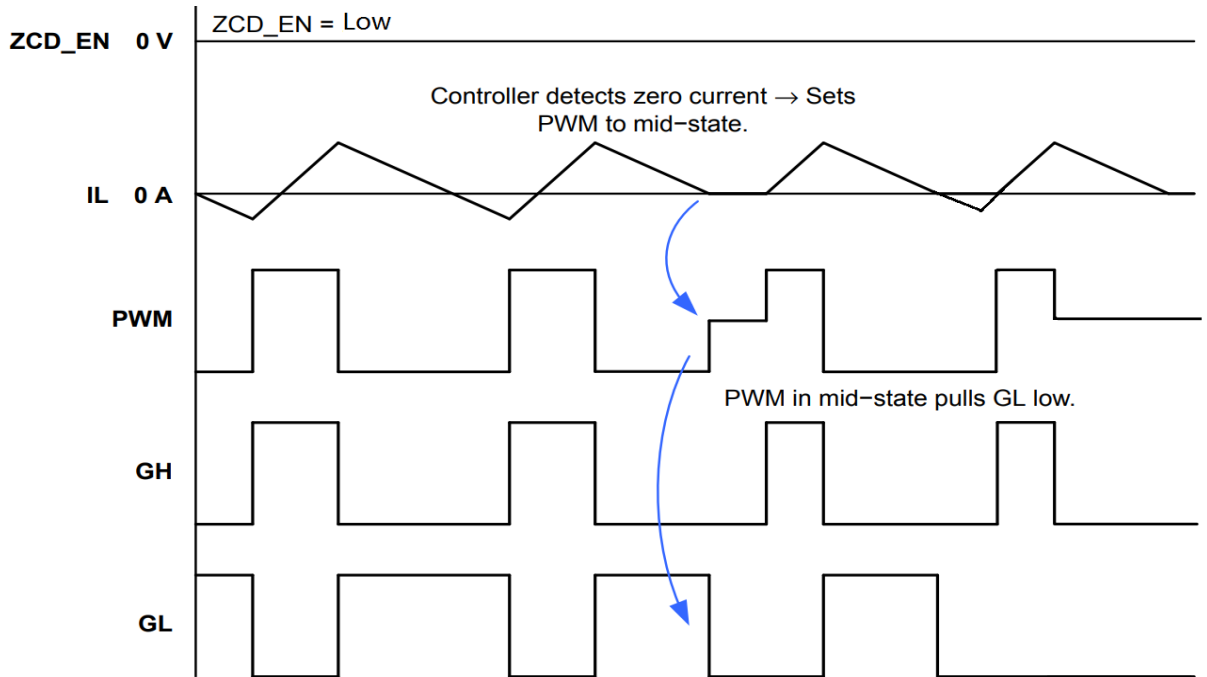 ZCD_EN = Low
ZCD_EN 0 V
Controller detects zero current → Sets
PWM to mid−state.
IL 0 A
PWM
PWM in mid−state pulls GL low.
GH
GL